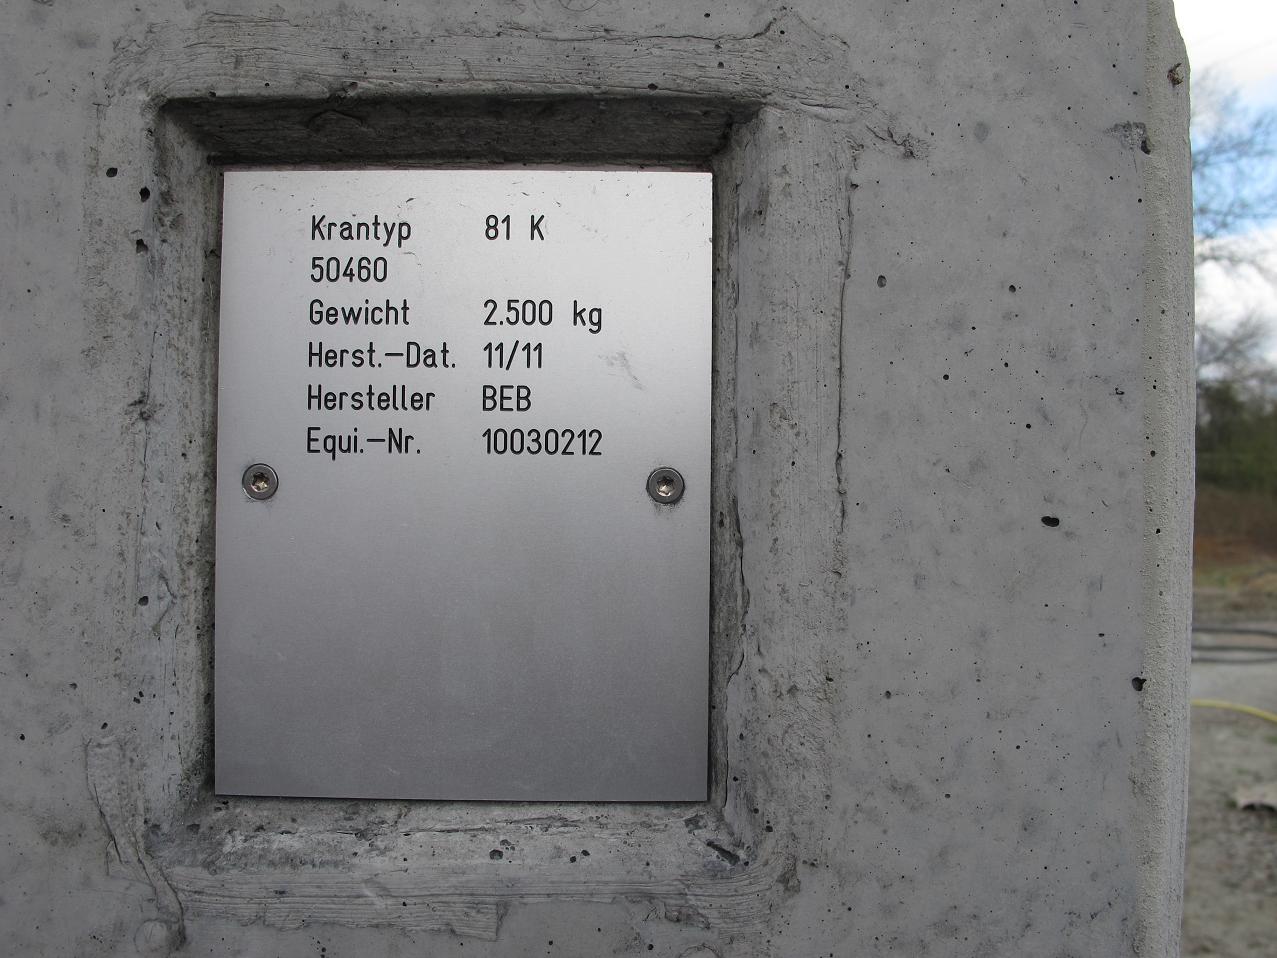 Krantyp 81 K
50460
Gewicht 2.500 kg
Herst.-Dat. 11/11
Hersteller BEB
Equi.-Nr. 10030212